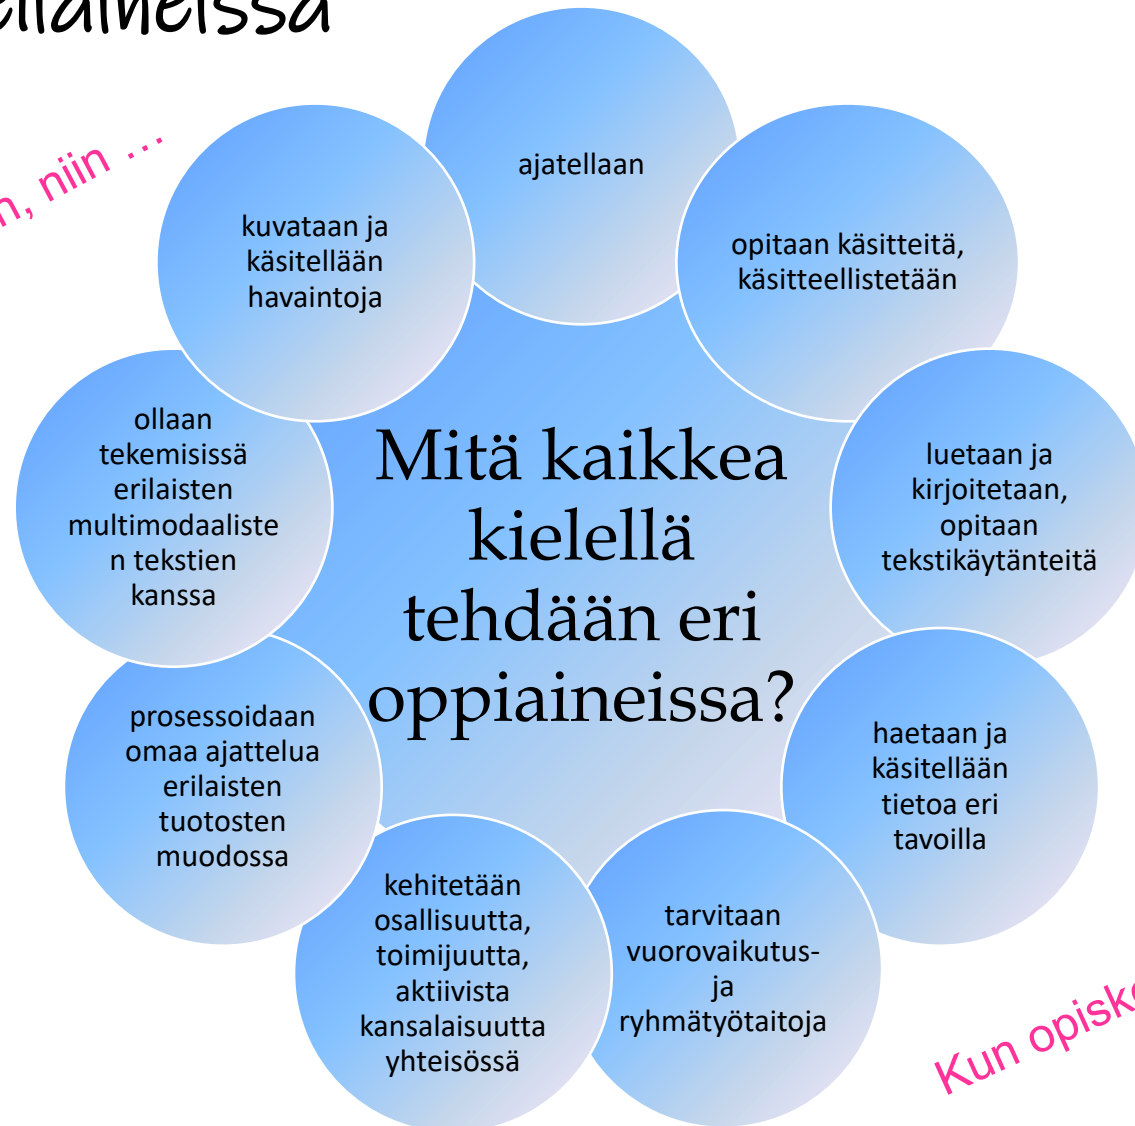 ajatellaan
opitaan käsitteitä,
käsitteellistetään
luetaan ja
kirjoitetaan,
opitaan
tekstikäytänteitä
haetaan ja
käsitellään
tietoa eri
tavoilla
tarvitaan
vuorovaikutus-
ja
ryhmätyötaitoja
kehitetään
osallisuutta,
toimijuutta,
aktiivista
kansalaisuutta
yhteisössä
prosessoidaan
omaa ajattelua
erilaisten
tuotosten
muodossa
ollaan
tekemisissä
erilaisten
multimodaaliste
n tekstien
kanssa
kuvataan ja
käsitellään
havaintoja
Mitä kaikkea
kielellä
tehdään eri
oppiaineissa?
niin ...
Kun